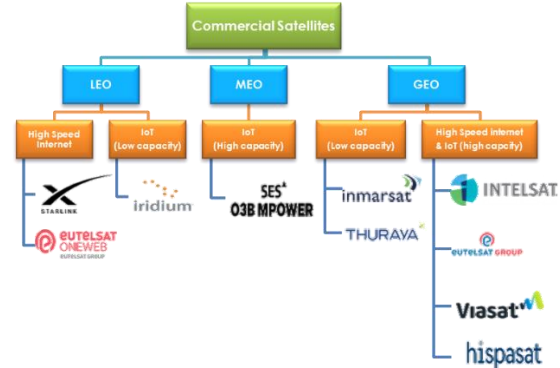 Commercial Satellites
LEO
MEO
GEO
High Speed
Internet
IoT
(Low capacity)
IoT
(High capacity)
IoT
(Low capacity)
High Speed internet
& IoT (high capcity)
STARLINK
eutelsat
ONEWEB
EUTELSAT GROUP
iridium
SES
O3B MPOWER
inmarsat
THURAYA
INTELSAT
eutelsat GROUP
Viasat
hispasat